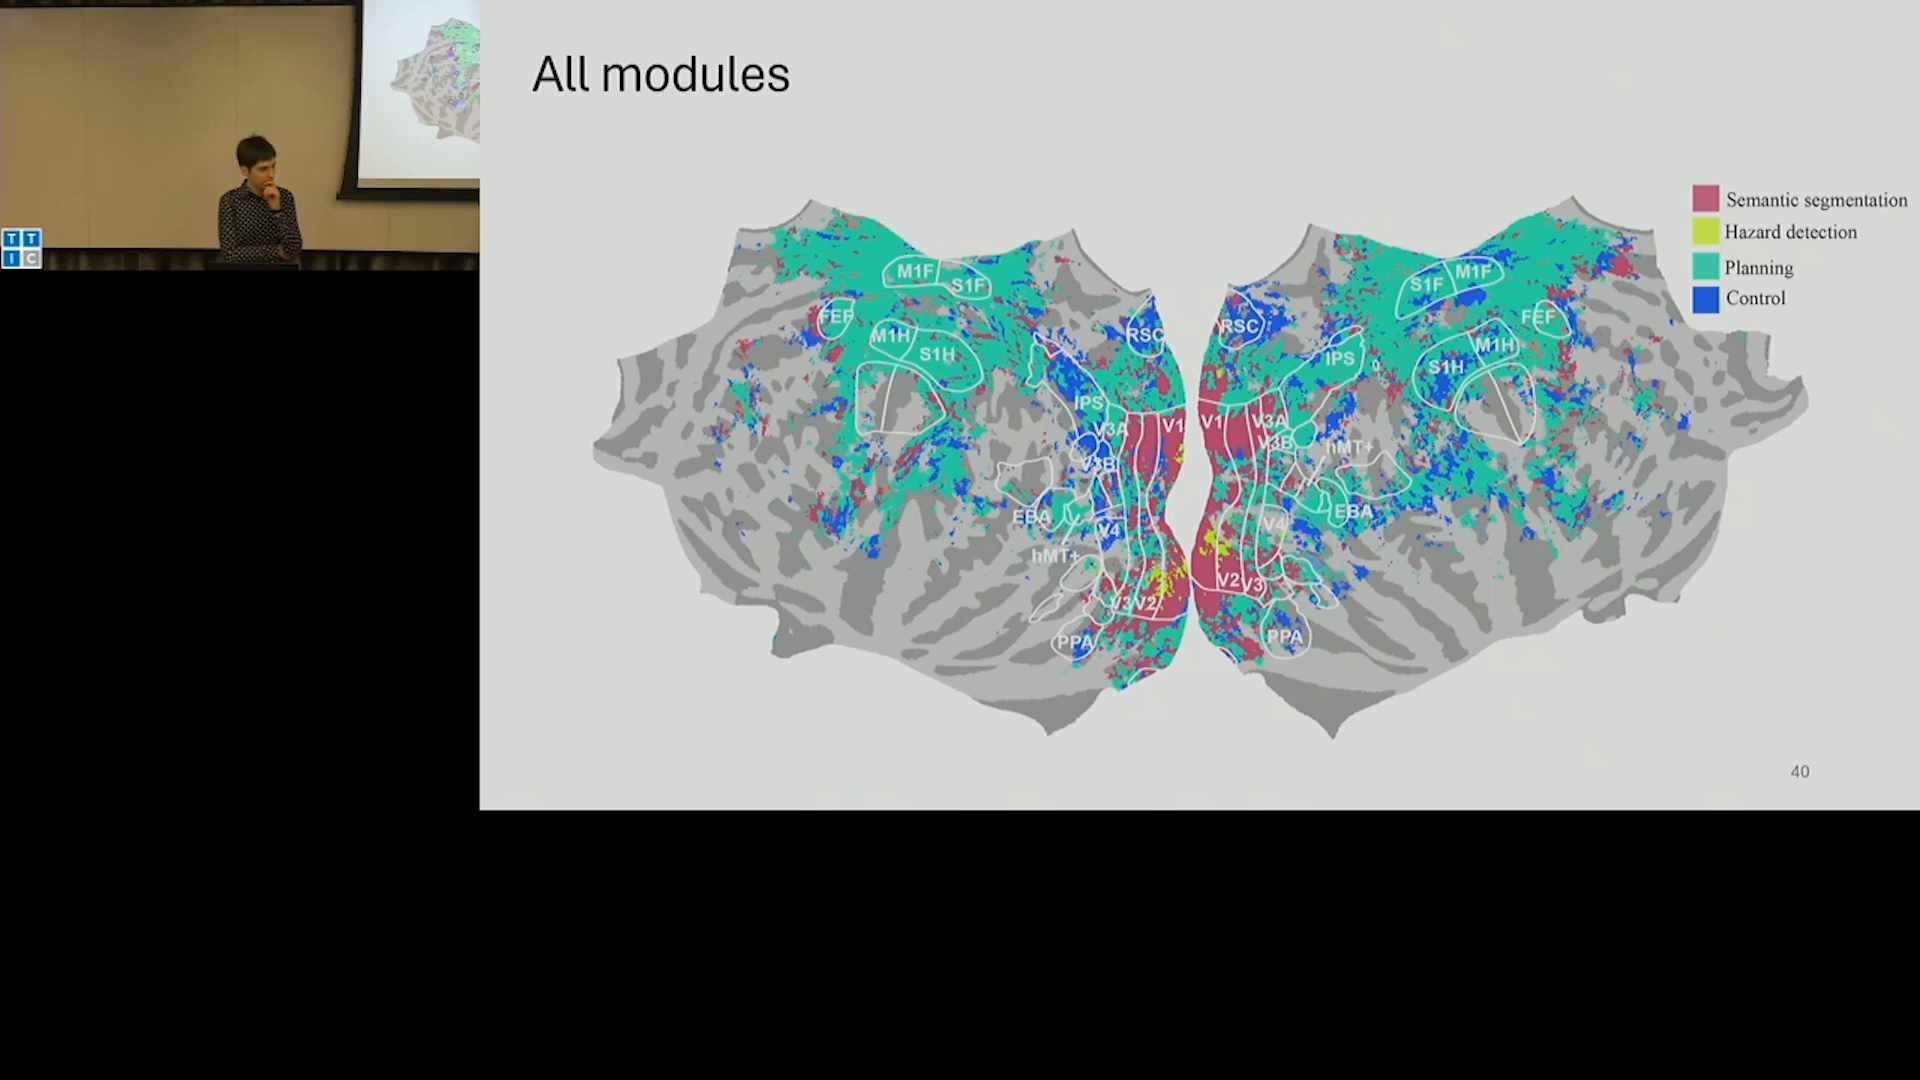 All modules
Semantic segmentation
Hazard detection
Planning
Control
M1F
S1F
FEF
M1H
S1H
RSC
IPS
V3A
V1
V3B
EBA
V4
hMT+
V3
V2
PPA
RSC
S1F
M1F
FEF
M1H
IPS
S1H
V1
V3A
V3B
hMT+
EBA
V4
V2
V3
PPA
T T
I C
40